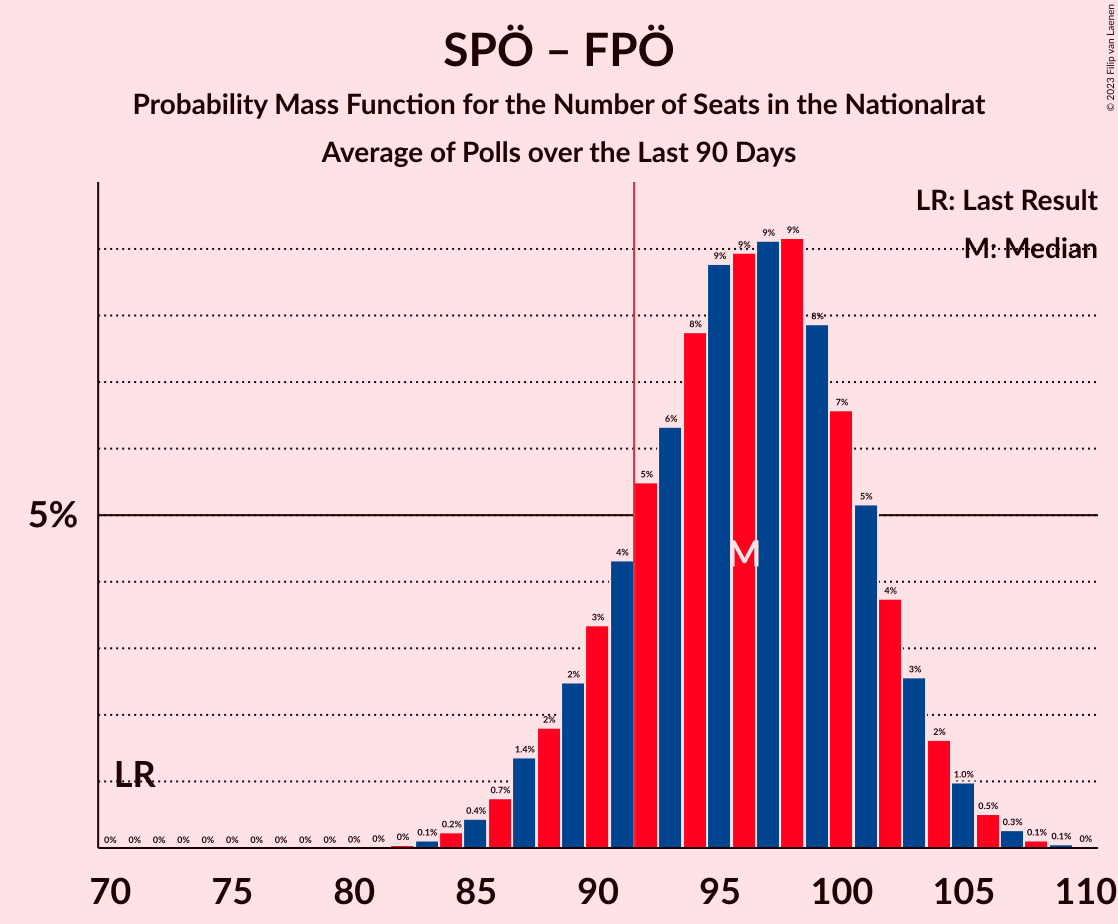 SPÖ – FPÖ
Probability Mass Function for the Number of Seats in the Nationalrat
Average of Polls over the Last 90 Days
© 2023 Filip van Laenen
LR: Last Result
M: Median
5%
LR
M
0% 0% 0% 0% 0% 0% 0% 0% 0% 0% 0% 0% 0% 0.1% 0.2% 0.4% 0.7% 1.4% 2% 2% 3% 4% 5% 6% 8% 9% 9% 9% 9% 8% 7% 5% 4% 3% 2% 1.0% 0.5% 0.3% 0.1% 0.1% 0%
70 75 80 85 90 95 100 105 110